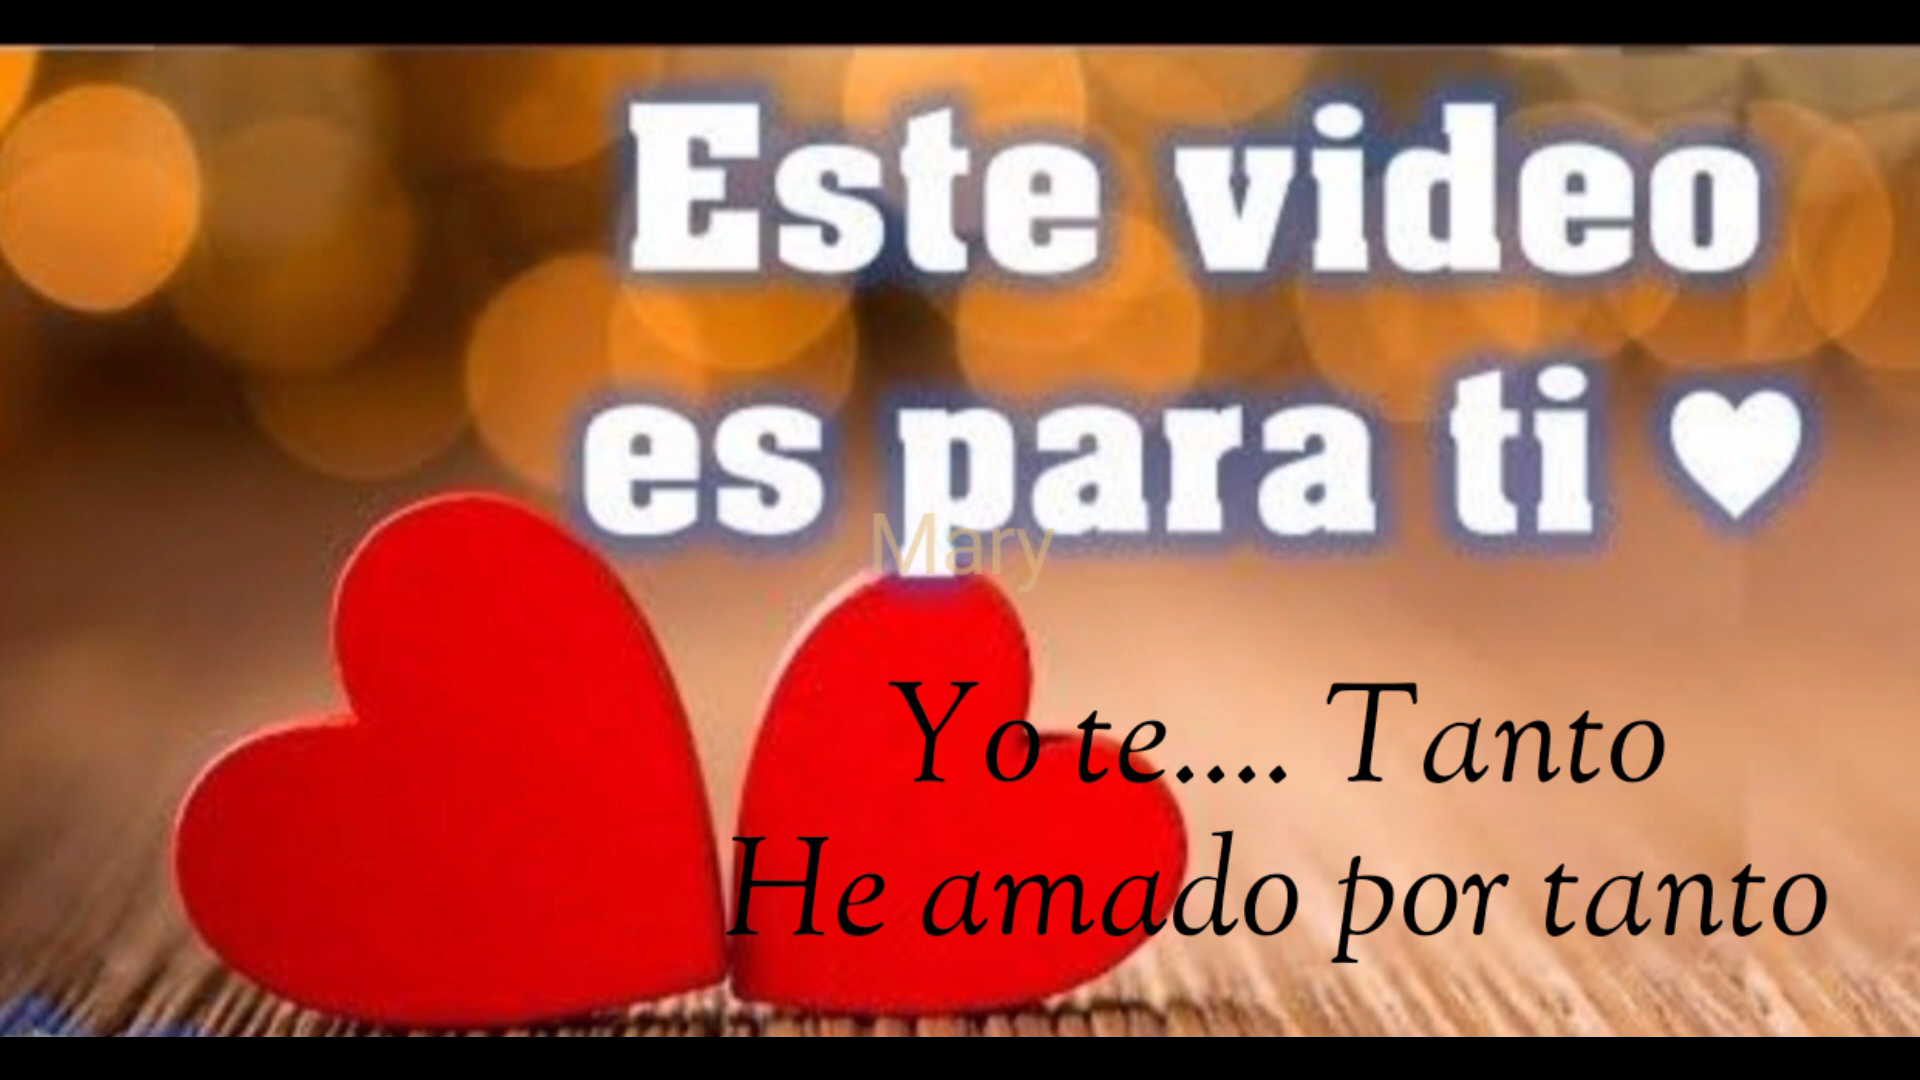 Este video
es para ti ♥
Mary
Yo te.... Tanto
He amado por tanto